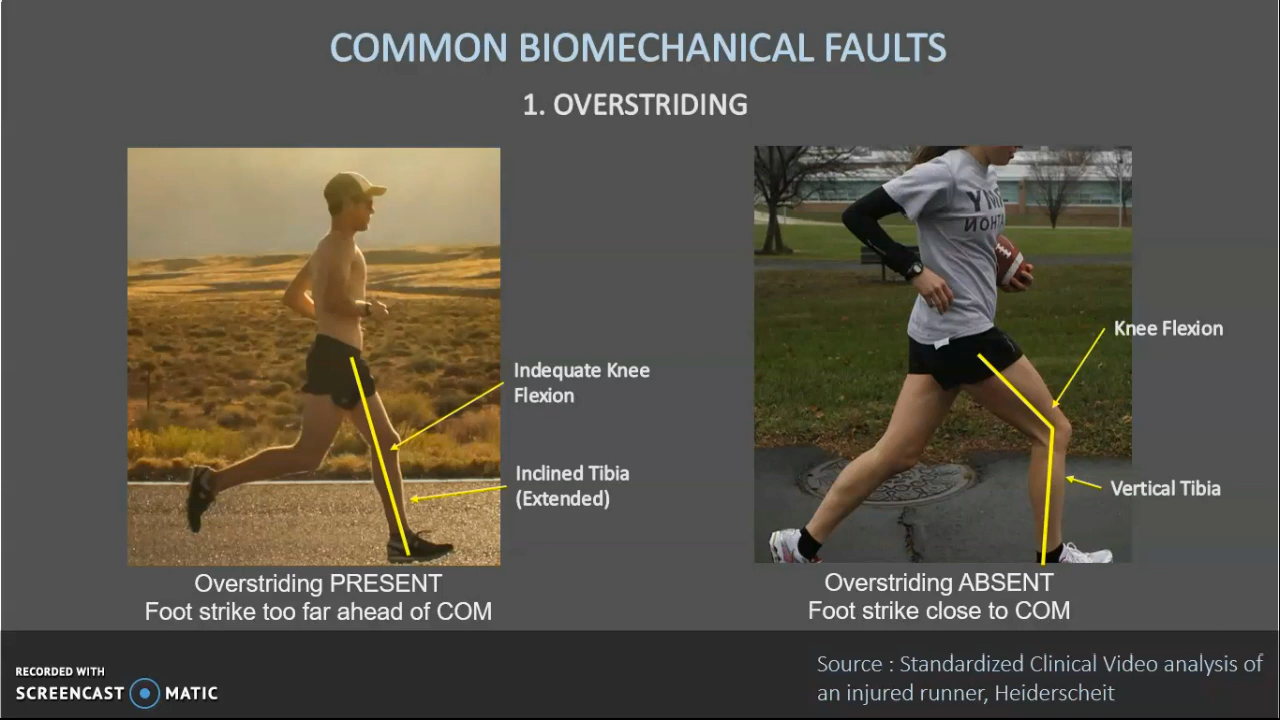 COMMON BIOMECHANICAL FAULTS
1. OVERSTRIDING
Indequate Knee
Flexion
Inclined Tibia
(Extended)
Overstriding PRESENT
Foot strike too far ahead of COM
Knee Flexion
Vertical Tibia
Overstriding ABSENT
Foot strike close to COM
RECORDED WITH
SCREENCAST MATIC
Source : Standardized Clinical Video analysis of
an injured runner, Heiderscheit